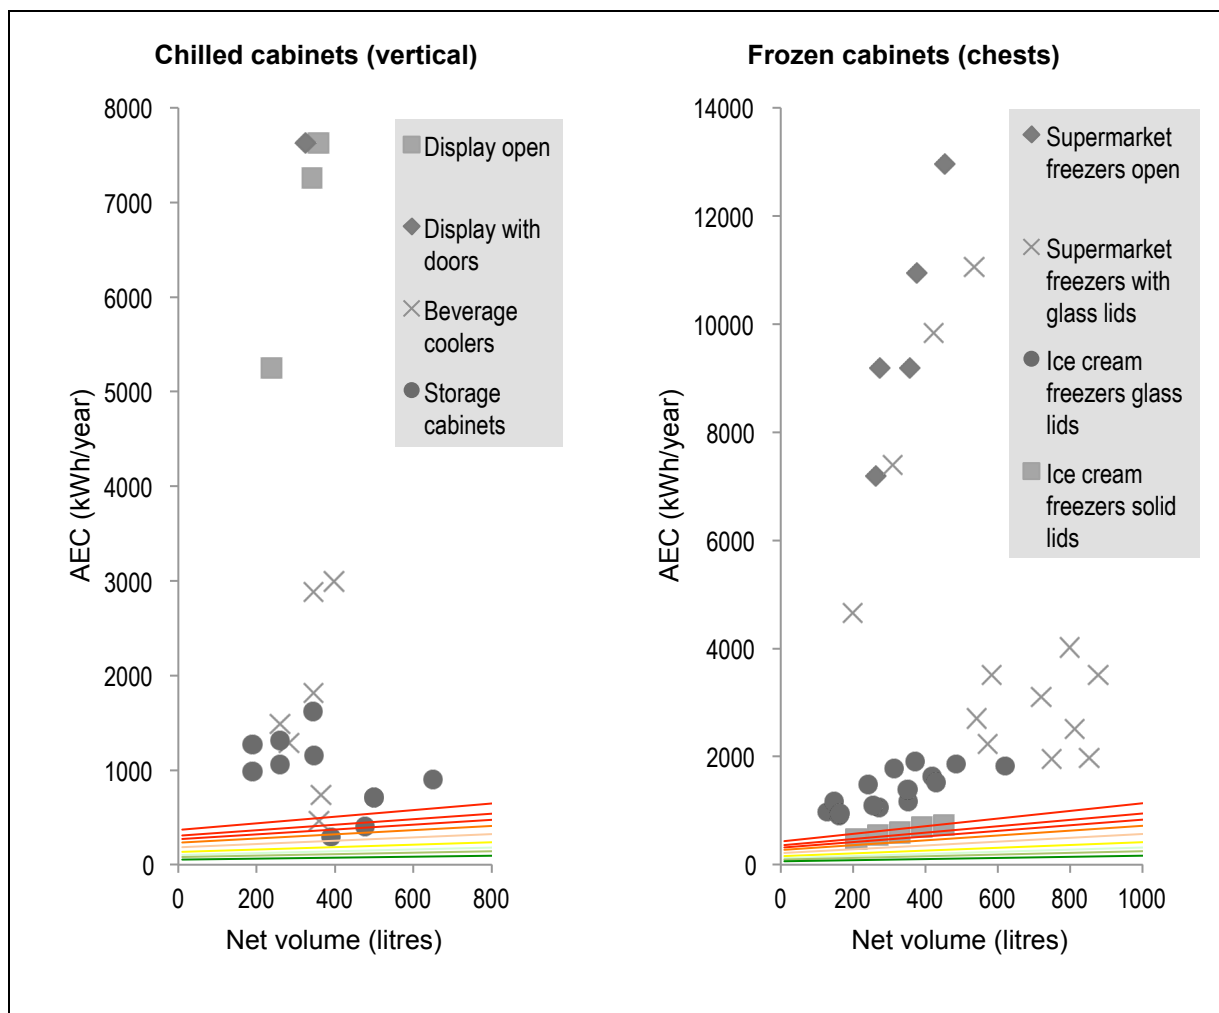 Chilled cabinets (vertical)
8000
7000
6000
5000
4000
3000
2000
1000
0
AEC (kWh/year)
0 200 400 600 800
Net volume (litres)
Display open
Display with
doors
Beverage
coolers
Storage
cabinets
Frozen cabinets (chests)
14000
12000
10000
8000
6000
4000
2000
0
AEC (kWh/year)
0 200 400 600 800 1000
Net volume (litres)
Supermarket
freezers open
Supermarket
freezers with
glass lids
Ice cream
freezers glass
lids
Ice cream
freezers solid
lids